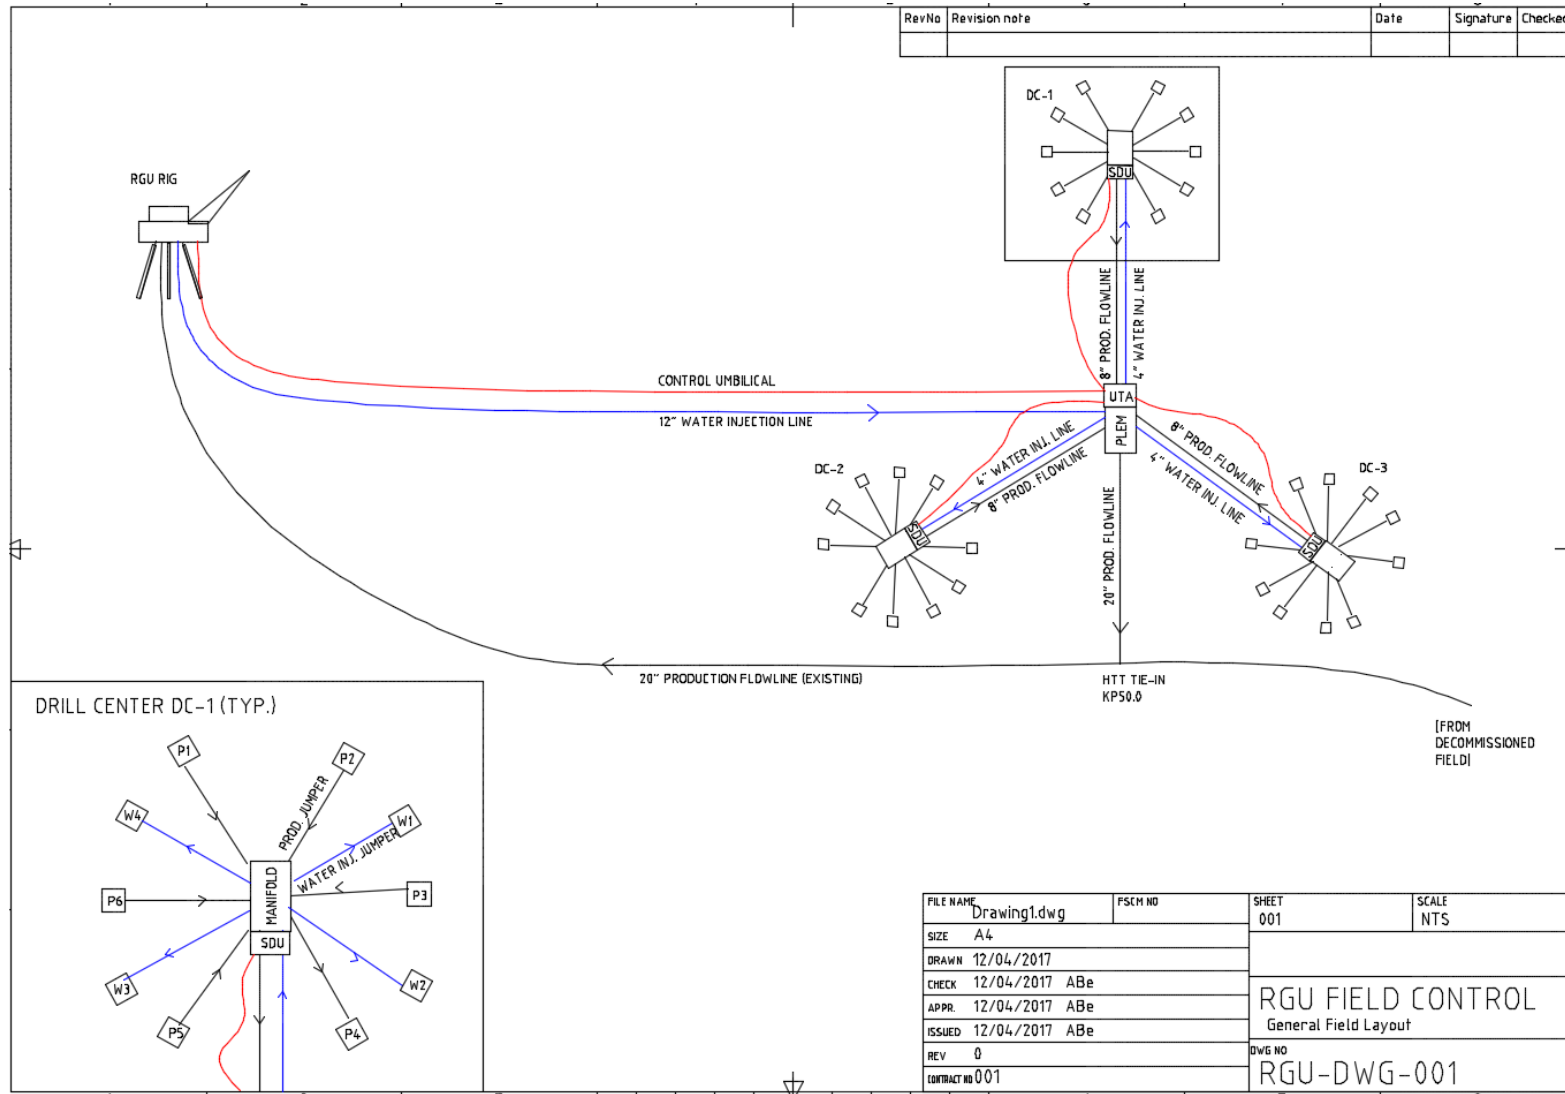 RevNo Revision note Date Signature Checked
DC-1
SDU
RGU RIG
8" PROD. FLOWLINE
4" WATER INJ. LINE
CONTROL UMBILICAL
12" WATER INJECTION LINE
UTA
PLEM
DC-2
4" WATER INJ. LINE
8" PROD. FLOWLINE
SDU
8" PROD. FLOWLINE
4" WATER INJ. LINE
DC-3
SDU
20" PROD. FLOWLINE
20" PRODUCTION FLOWLINE (EXISTING)
HTT TIE-IN
KP50.0
[FROM
DECOMMISSIONED
FIELD]
DRILL CENTER DC-1 (TYP.)
P1
P2
W4
PROD. JUMPER
W1
WATER INJ. JUMPER
P6
MANIFOLD
P3
SDU
W3
W2
P5
P4
FILE NAME Drawing1.dwg
FSCM NO
SHEET 001
SCALE NTS
SIZE A4
DRAWN 12/04/2017
CHECK 12/04/2017 ABe
APPR. 12/04/2017 ABe
ISSUED 12/04/2017 ABe
REV 0
CONTRACT NO 001
RGU FIELD CONTROL
General Field Layout
DWG NO
RGU-DWG-001